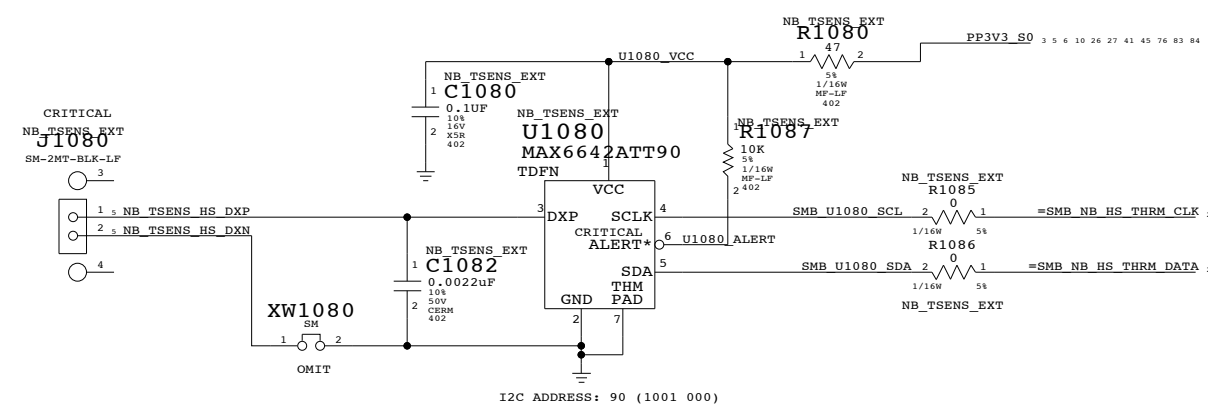 NB_TSENS_EXT
R1080
47
1 2
5%
1/16W
MF-LF
402
PP3V3_S0 3 5 6 10 26 27 41 45 76 83 84
U1080_VCC
NB_TSENS_EXT
C1080
1
0.1UF
10%
16V
X5R
402
2
CRITICAL
NB_TSENS_EXT
J1080
SM-2MT-BLK-LF
3
1 5 NB_TSENS_HS_DXP
2 5 NB_TSENS_HS_DXN
4
NB_TSENS_EXT
U1080
MAX6642ATT90
TDFN
1
VCC
3 DXP
SCLK 4
CRITICAL
ALERT* 6 U1080_ALERT
SDA 5
THM
GND PAD
2 7
NB_TSENS_EXT
R1087
1
10K
5%
1/16W
MF-LF
402
2
NB_TSENS_EXT
R1085
0
SMB_U1080_SCL 2 1 =SMB_NB_HS_THRM_CLK
1/16W 5%
R1086
0
SMB_U1080_SDA 2 1 =SMB_NB_HS_THRM_DATA
1/16W 5%
NB_TSENS_EXT
NB_TSENS_EXT
C1082
1
0.0022uF
10%
50V
CERM
402
2
XW1080
SM
1 2
OMIT
I2C ADDRESS: 90 (1001 000)